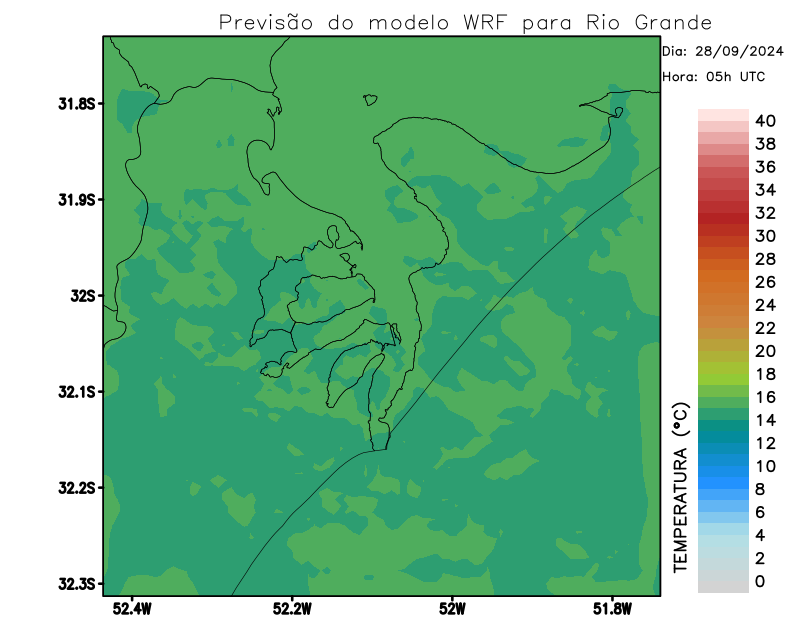 Previsão do modelo WRF para Rio Grande
Dia: 28/09/2024
Hora: 05h UTC
31.8S
31.9S
32S
32.1S
32.2S
32.3S
52.4W
52.2W
52W
51.8W
TEMPERATURA (°C)
40
38
36
34
32
30
28
26
24
22
20
18
16
14
12
10
8
6
4
2
0